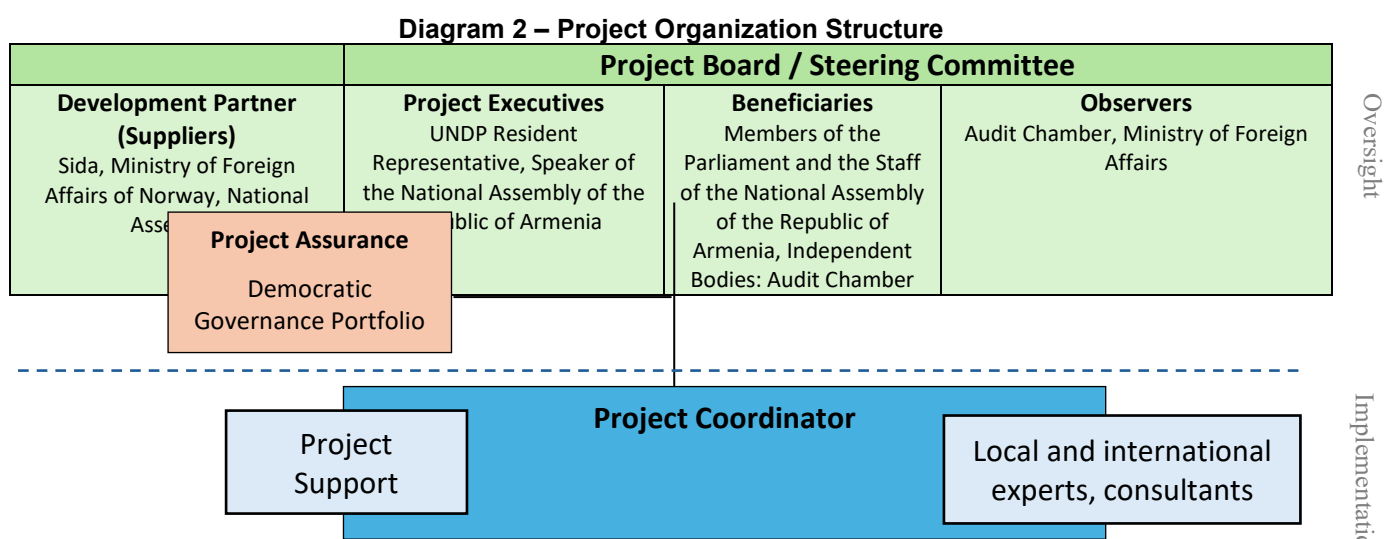 Diagram 2 – Project Organization Structure
Project Board / Steering Committee
Development Partner
(Suppliers)
Sida, Ministry of Foreign
Affairs of Norway, National
Project Executives
UNDP Resident
Representative, Speaker of
the National Assembly of the
of Armenia
Beneficiaries
Members of the
Parliament and the Staff
of the National Assembly
of the Republic of
Armenia, Independent
Bodies: Audit Chamber
Observers
Audit Chamber, Ministry of Foreign
Affairs
Oversight
Project Assurance
Democratic
Governance Portfolio
Project Coordinator
Project
Support
Local and international
experts, consultants